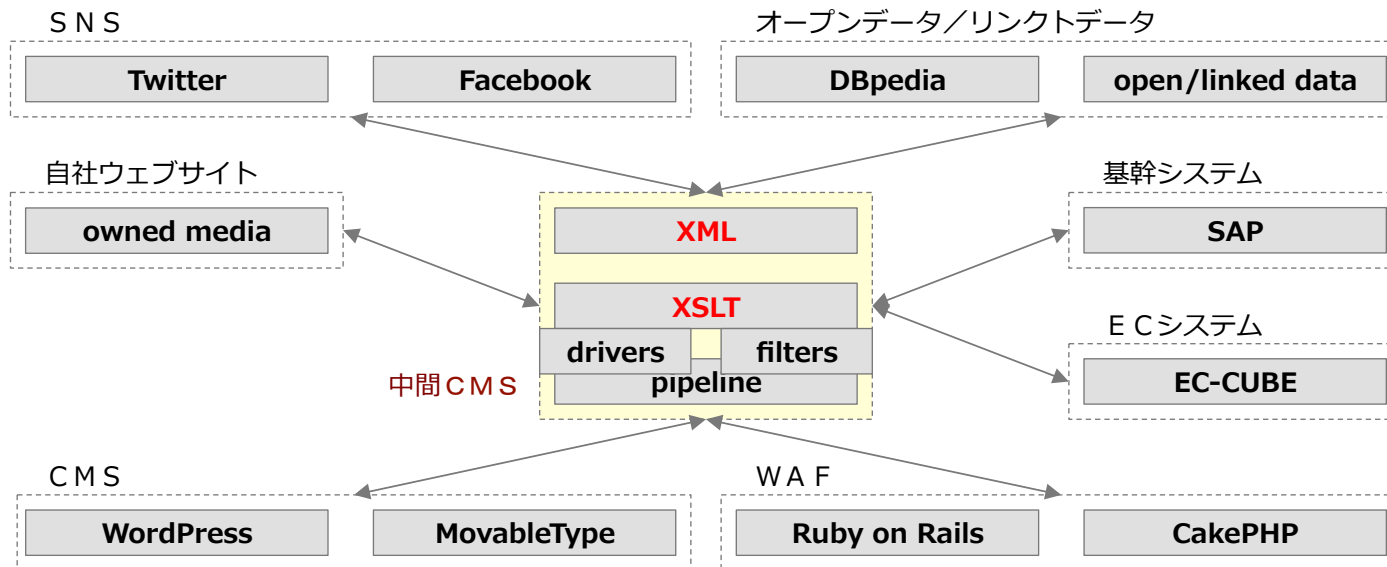 ＳＮＳ
Twitter
Facebook
オープンデータ／リンクトデータ
DBpedia
open/linked data
自社ウェブサイト
owned media
XML
XSLT
drivers
filters
pipeline
中間ＣＭＳ
基幹システム
SAP
ＥＣシステム
EC-CUBE
ＣＭＳ
WordPress
MovableType
ＷＡＦ
Ruby on Rails
CakePHP